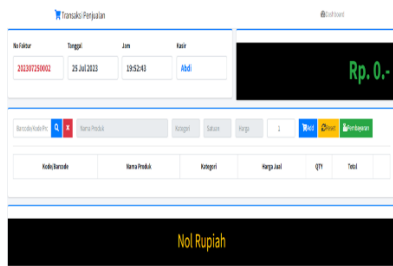 Transaksi Penjualan
Dashboard
No Faktur Tanggal Jam Kasir
202307250002 25 Jul 2023 19:52:43 Abdi
Rp. 0.-
Barcode/Kode Pro Nama Produk Kategori Satuan Harga 1 Add Reset Pembayaran
Kode/Barcode Nama Produk Kategori Harga Jual QTY Total
Nol Rupiah